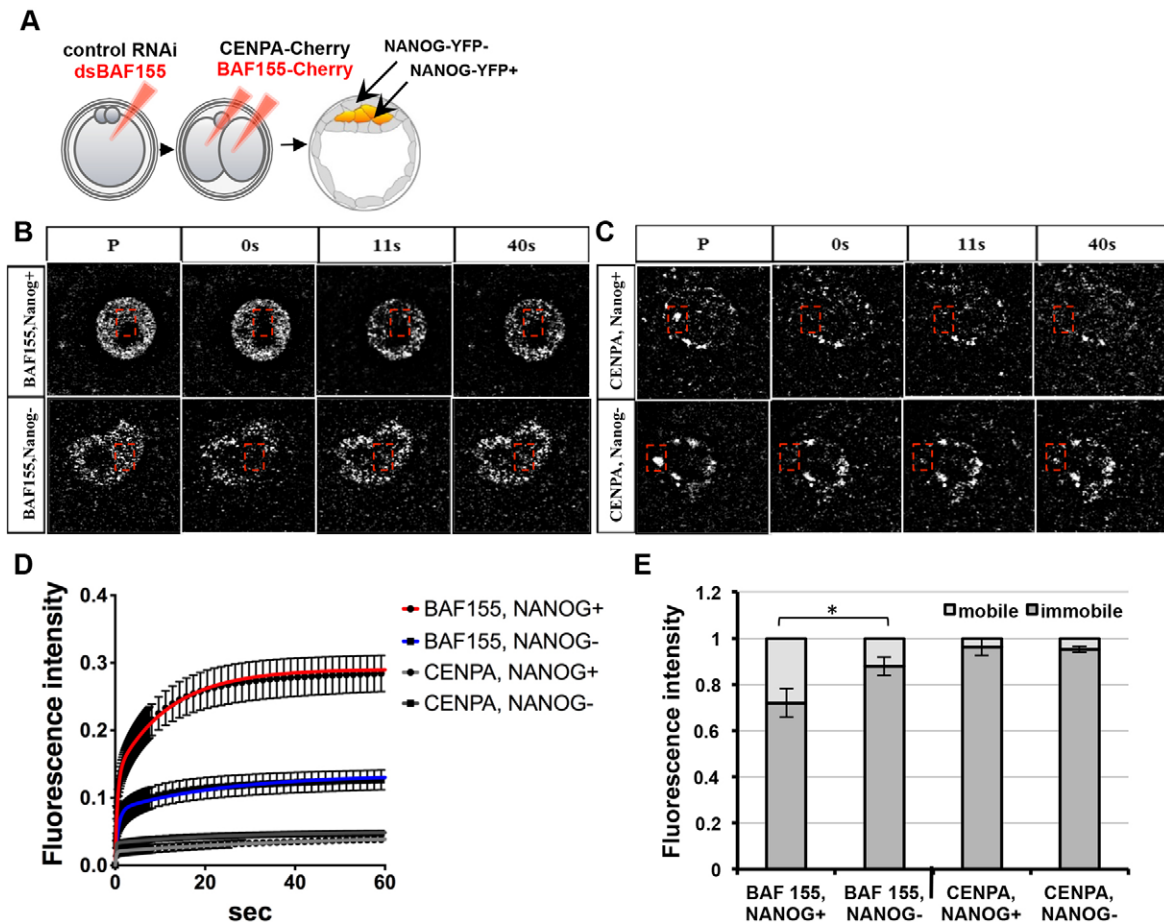 A
control RNAi
dsBAF155
CENPA-Cherry
BAF155-Cherry
NANOG-YFP-
NANOG-YFP+
B
P
0s
11s
40s
BAF155,Nanog+
BAF155,Nanog-
C
P
0s
11s
40s
CENPA, Nanog+
CENPA, Nanog-
D
Fluorescence intensity
0.4
0.3
0.2
0.1
0.0
0
20
40
60
sec
BAF155, NANOG+
BAF155, NANOG-
CENPA, NANOG+
CENPA, NANOG-
E
Fluorescence intensity
1.2
1
0.8
0.6
0.4
0.2
0
*
mobile
immobile
BAF 155,
NANOG+
BAF 155,
NANOG-
CENPA,
NANOG+
CENPA,
NANOG-